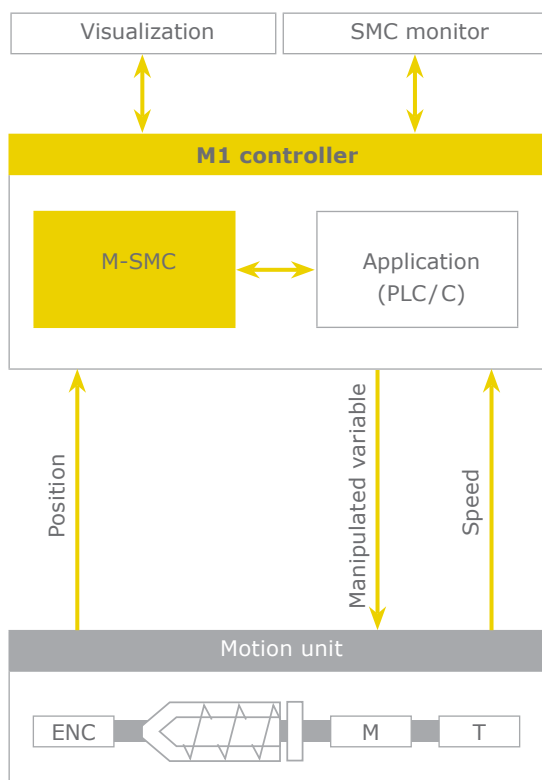 Visualization
SMC monitor
M1 controller
M-SMC
Application
(PLC/C)
Position
Manipulated variable
Speed
Motion unit
ENC
M
T